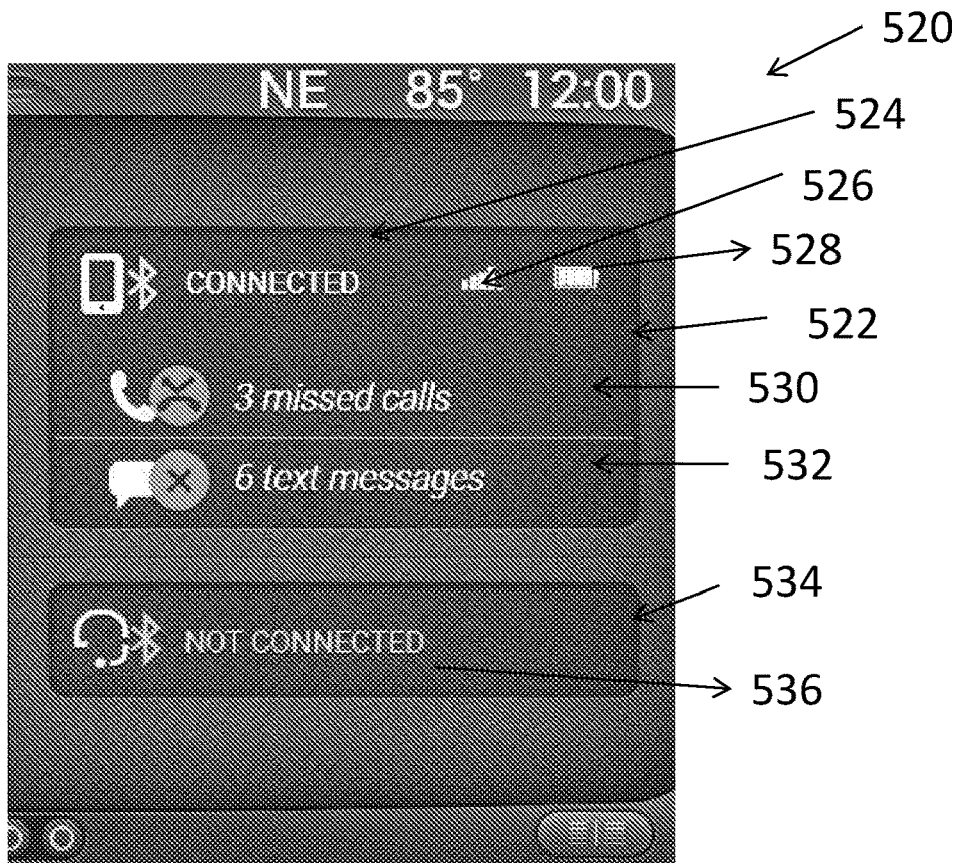 520
NE 85° 12:00
524
526
CONNECTED
528
522
3 missed calls
530
6 text messages
532
534
NOT CONNECTED
536